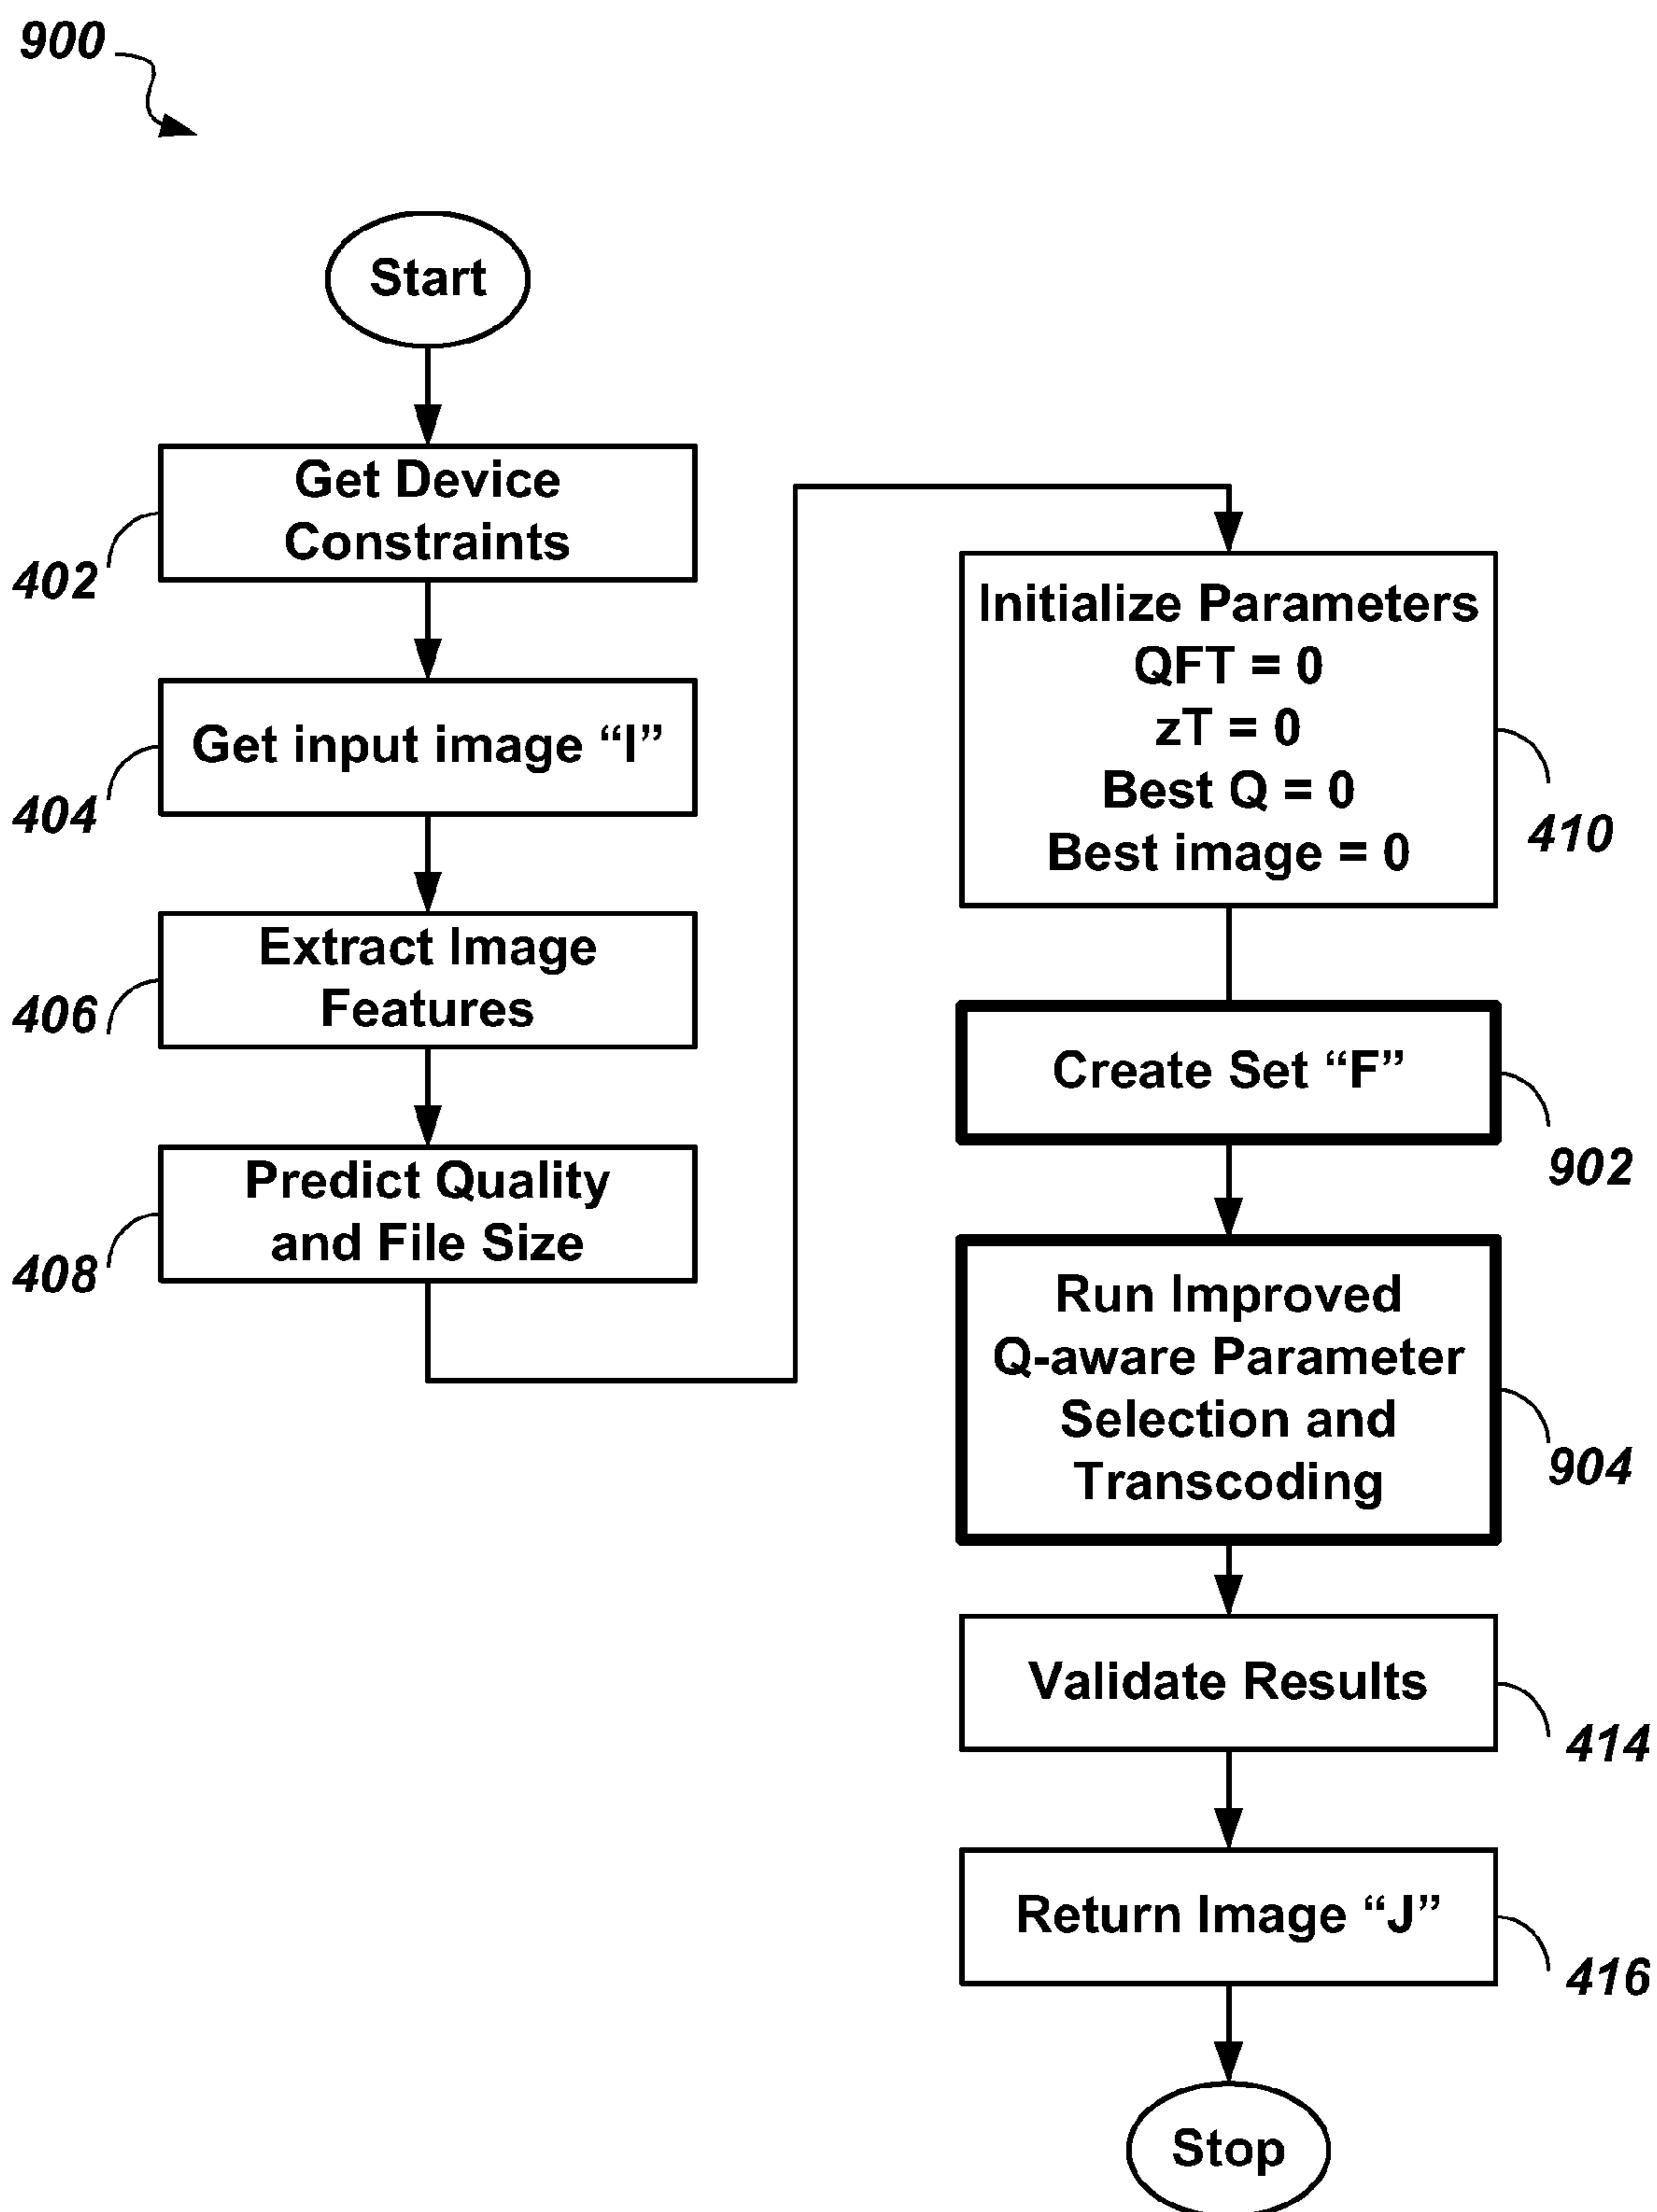 900
Start
Get Device
Constraints
402
Get input image “I”
404
Extract Image
Features
406
Predict Quality
and File Size
408
Initialize Parameters
QFT = 0
zT = 0
Best Q = 0
Best image = 0
410
Create Set “F”
902
Run Improved
Q-aware Parameter
Selection and
Transcoding
904
Validate Results
414
Return Image “J”
416
Stop